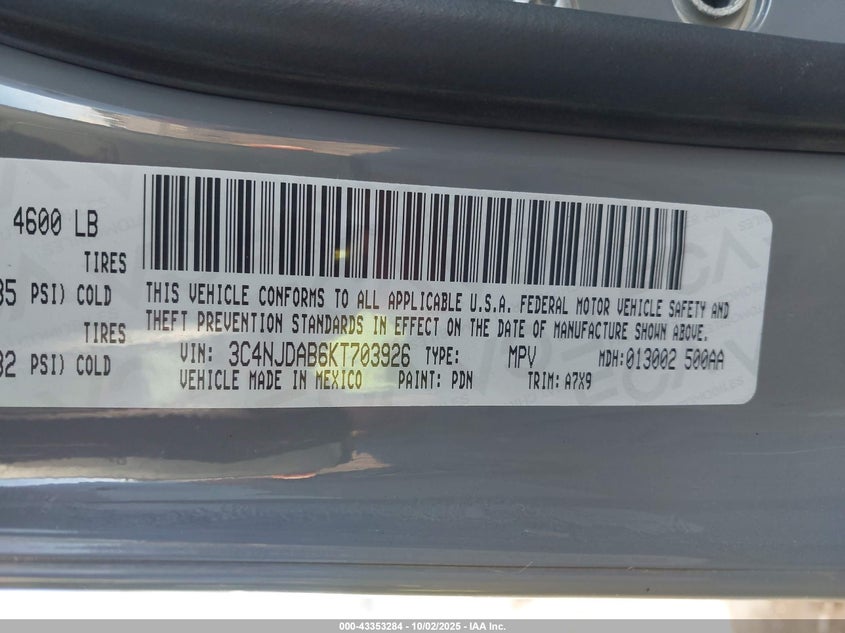 4600 LB
TIRES
35 PSI) COLD
TIRES
32 PSI) COLD
THIS VEHICLE CONFORMS TO ALL APPLICABLE U.S.A. FEDERAL MOTOR VEHICLE SAFETY AND
THEFT PREVENTION STANDARDS IN EFFECT ON THE DATE OF MANUFACTURE SHOWN ABOVE.
VIN: 3C4NJDAB6KT703926 TYPE: MPV MDH:013002 500AA
VEHICLE MADE IN MEXICO PAINT: PDN TRIM: A7X9
000-43353284 - 10/02/2025 - IAA Inc.